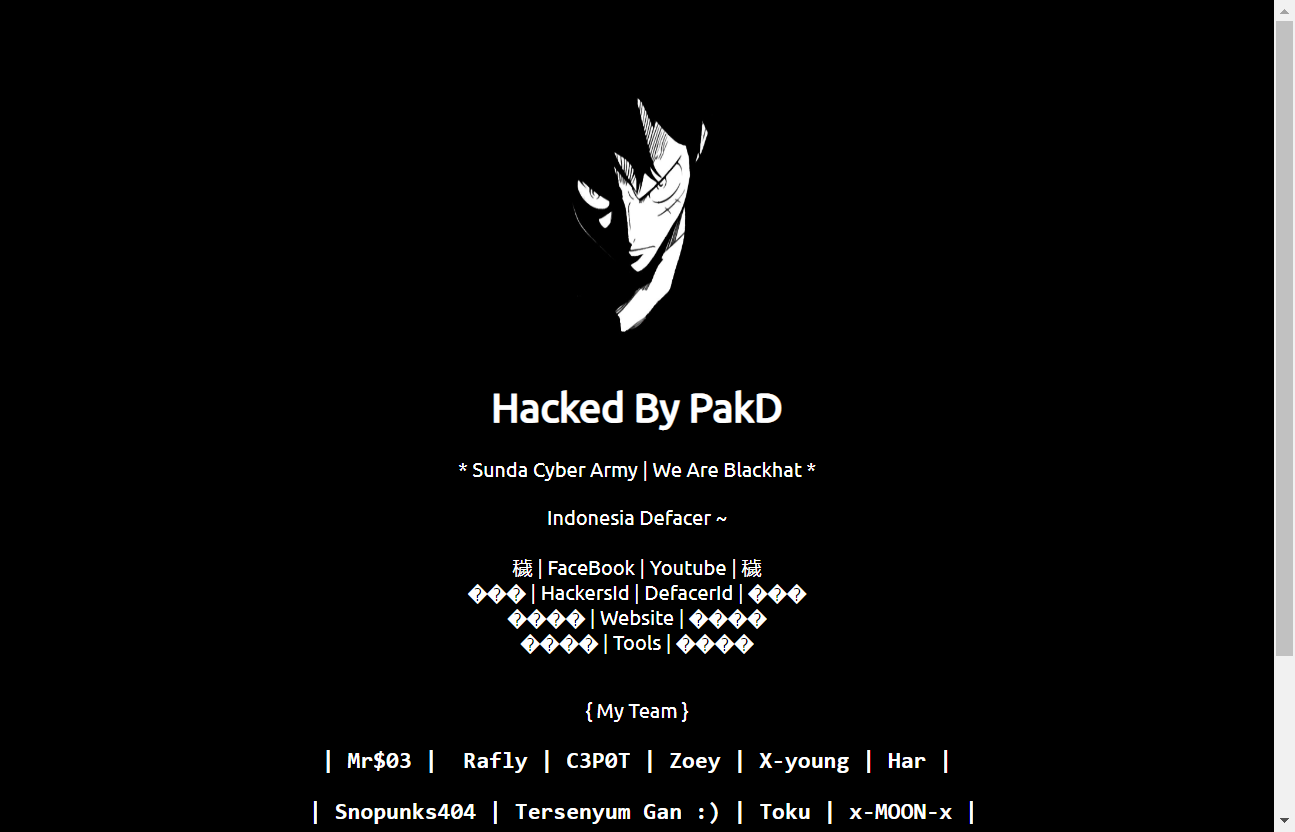 Hacked By PakD
* Sunda Cyber Army | We Are Blackhat *
Indonesia Defacer ~
穢 | FaceBook | Youtube | 穢
��� | HackersId | DefacerId | ���
���� | Website | ����
���� | Tools | ����
{ My Team }
| Mr$03 | Rafly | C3P0T | Zoey | X-young | Har |
| Snopunks404 | Tersenyum Gan :) | Toku | x-MOON-x |